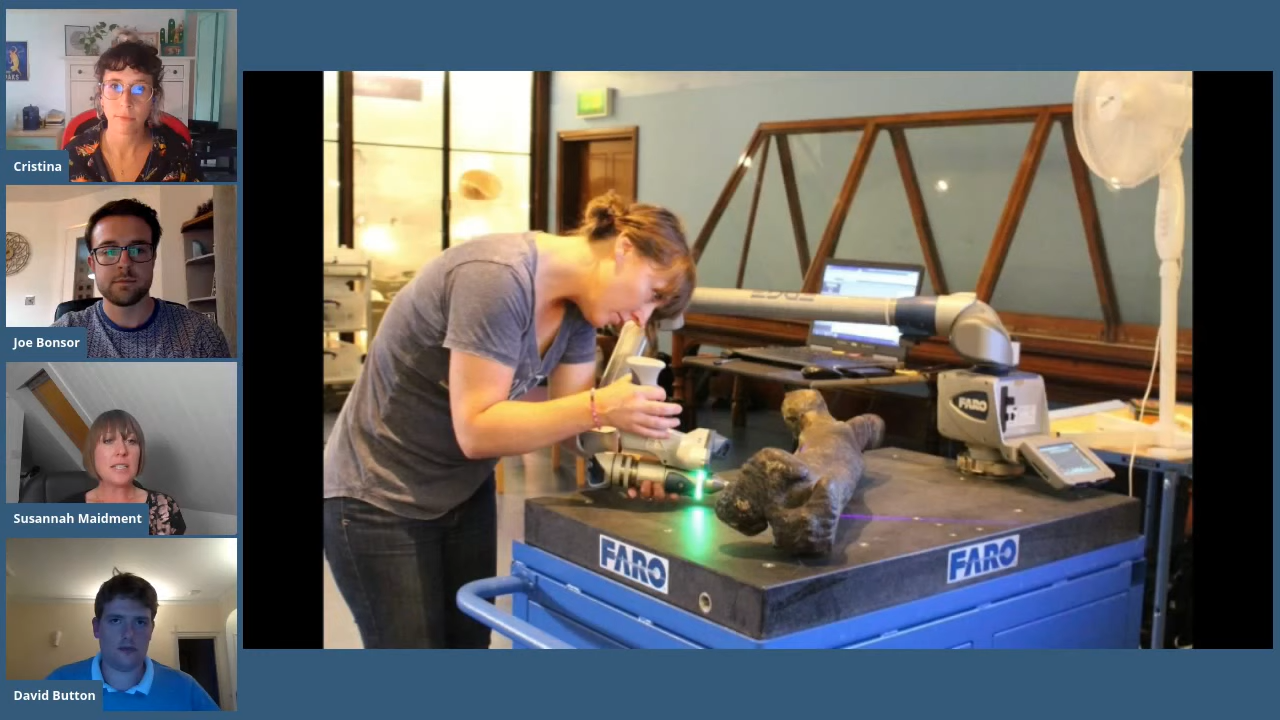 Cristina
Joe Bonsor
Susannah Maidment
David Button
FARO
FARO
FARO